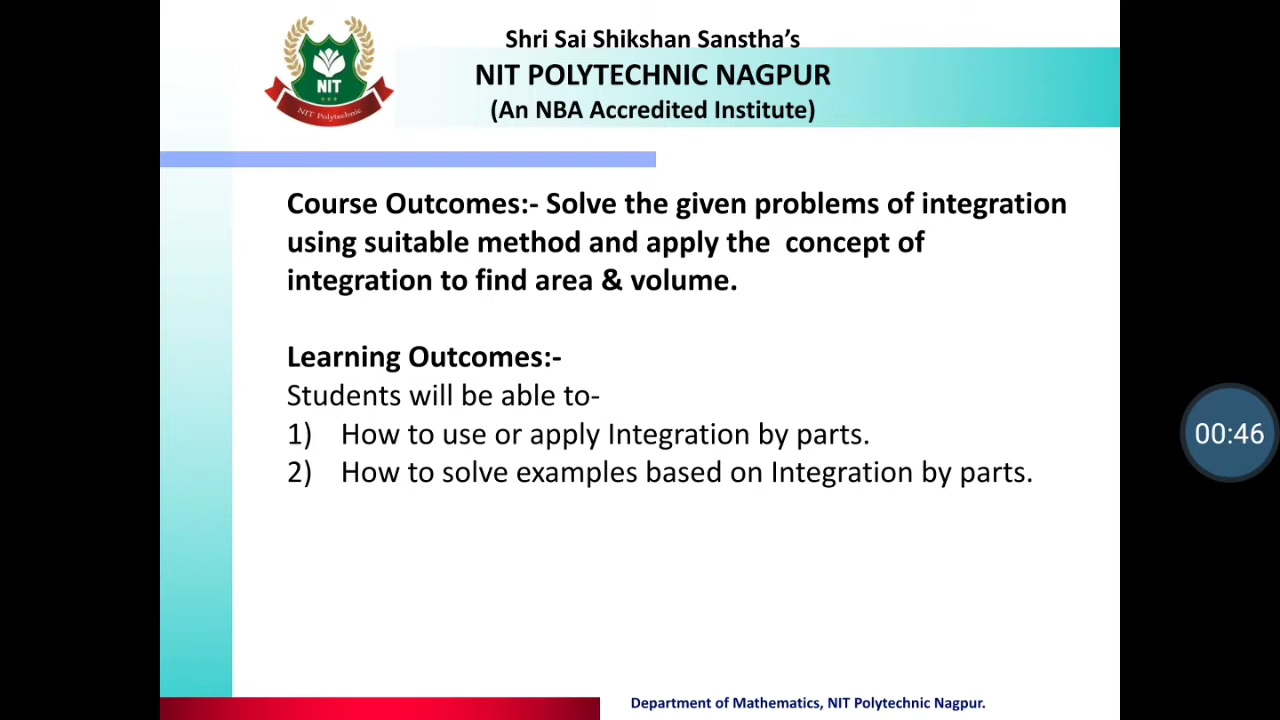 Shri Sai Shikshan Sanstha's
NIT POLYTECHNIC NAGPUR
(An NBA Accredited Institute)
NIT
NIT Polytechnic
Course Outcomes:- Solve the given problems of integration
using suitable method and apply the concept of
integration to find area & volume.
Learning Outcomes:-
Students will be able to-
1) How to use or apply Integration by parts.
2) How to solve examples based on Integration by parts.
00:46
Department of Mathematics, NIT Polytechnic Nagpur.